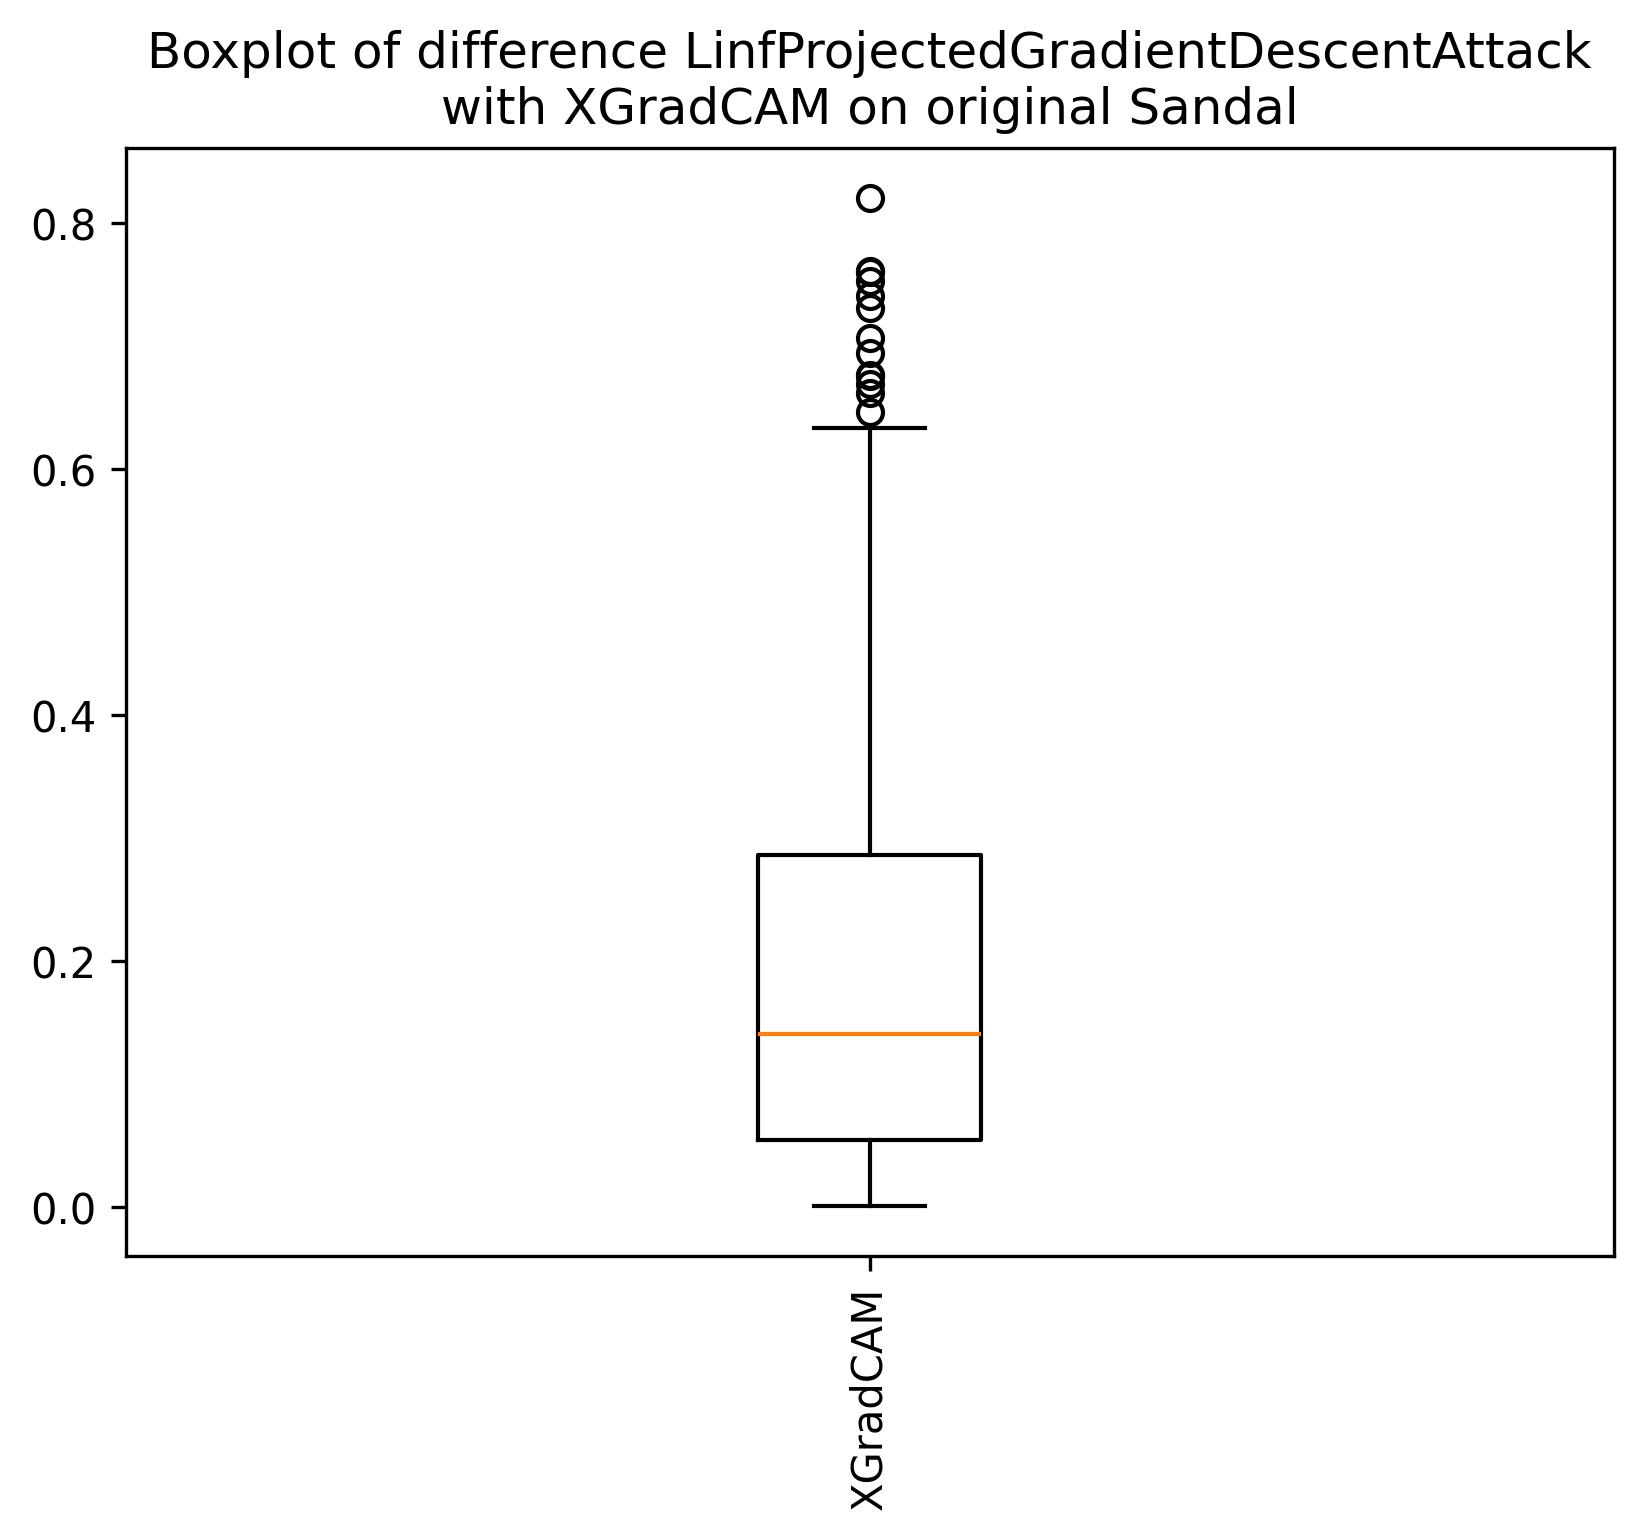 Boxplot of difference LinfProjectedGradientDescentAttack
with XGradCAM on original Sandal
0.8
0.6
0.4
0.2
0.0
XGradCAM